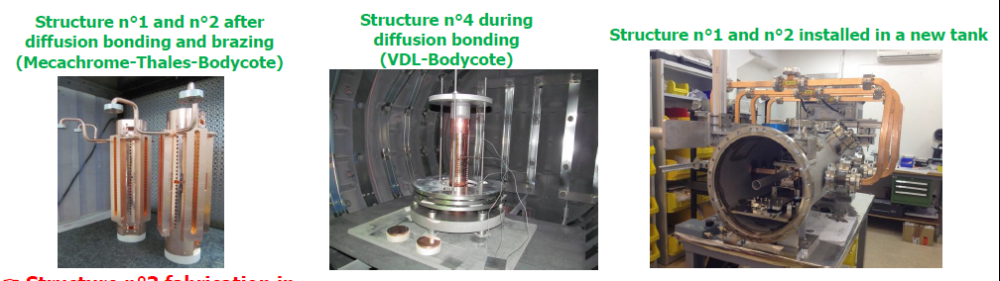 Structure n°1 and n°2 after
diffusion bonding and brazing
(Mecachrome-Thales-Bodycote)
Structure n°4 during
diffusion bonding
(VDL-Bodycote)
Structure n°1 and n°2 installed in a new tank
Structure n°3 fabrication in